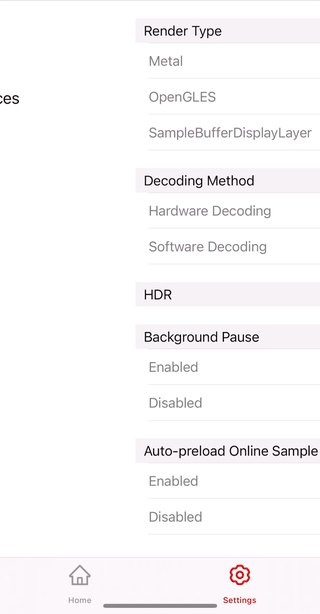 Render Type
Metal
ces
OpenGLES
SampleBufferDisplayLayer
Decoding Method
Hardware Decoding
Software Decoding
HDR
Background Pause
Enabled
Disabled
Auto-preload Online Sample
Enabled
Disabled
Home
Settings